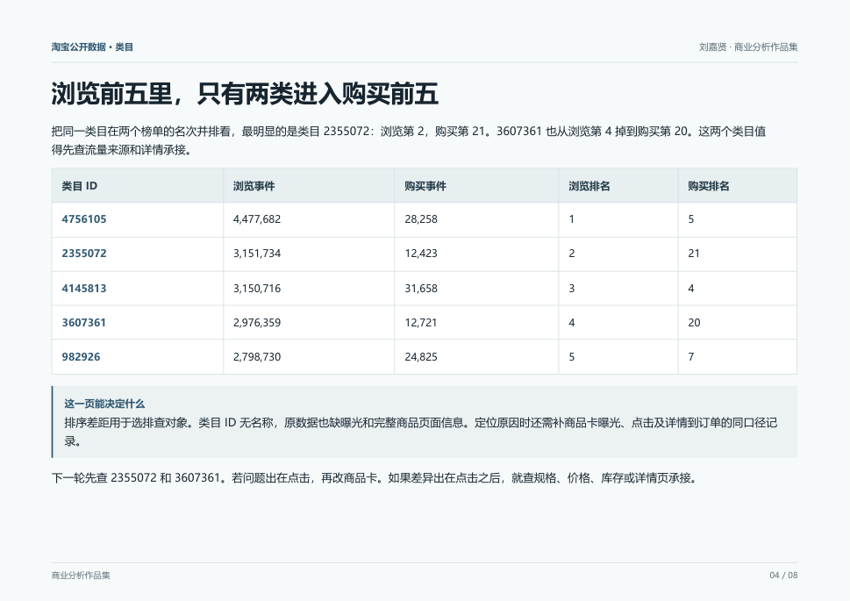 淘宝公开数据 · 类目
刘嘉贤 · 商业分析作品集
浏览前五里，只有两类进入购买前五
把同一类目在两个榜单的名次并排看，最明显的是类目 2355072：浏览第 2，购买第 21。3607361 也从浏览第 4 掉到购买第 20。这两个类目值
得先查流量来源和详情承接。
类目 ID 浏览事件 购买事件 浏览排名 购买排名
4756105 4,477,682 28,258 1 5
2355072 3,151,734 12,423 2 21
4145813 3,150,716 31,658 3 4
3607361 2,976,359 12,721 4 20
982926 2,798,730 24,825 5 7
这一页能决定什么
排序差距用于选排查对象。类目 ID 无名称，原数据也缺曝光和完整商品页面信息。定位原因时还需补商品卡曝光、点击及详情到订单的同口径记
录。
下一轮先查 2355072 和 3607361。若问题出在点击，再改商品卡。如果差异出在点击之后，就查规格、价格、库存或详情页承接。
商业分析作品集
04 / 08